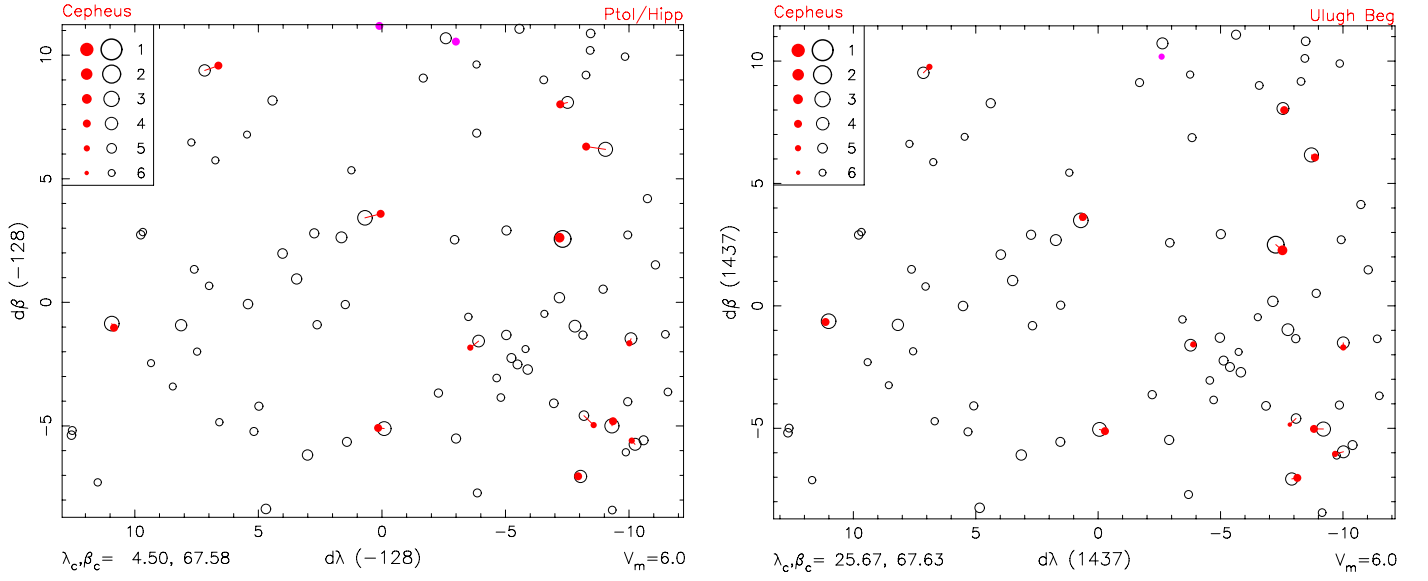 Cepheus Ptol/Hipp
1
2
3
4
5
6
10
5
0
−5
dβ (−128)
10 5 0 −5 −10
λc,βc= 4.50, 67.58 dλ (−128) Vm=6.0
Cepheus Ulugh Beg
1
2
3
4
5
6
10
5
0
−5
dβ (1437)
10 5 0 −5 −10
λc,βc= 25.67, 67.63 dλ (1437) Vm=6.0